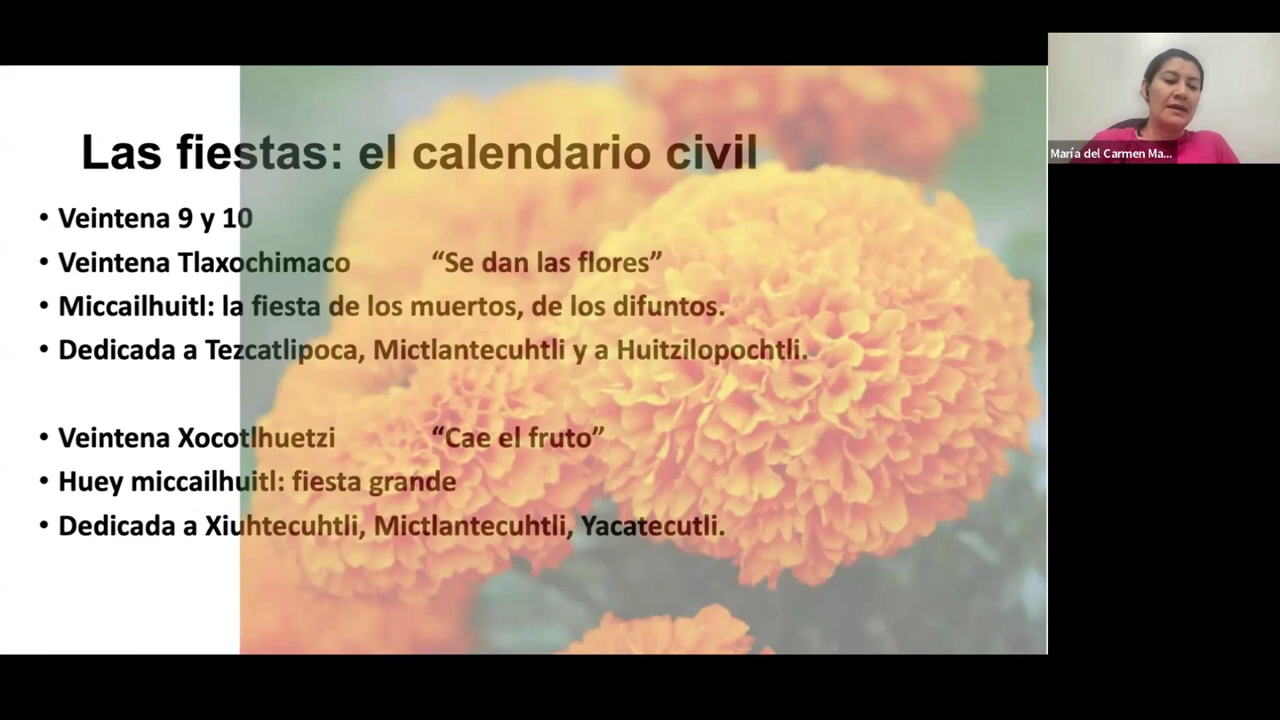 Las fiestas: el calendario civil
• Veintena 9 y 10
• Veintena Tlaxochimaco “Se dan las flores”
• Miccailhuitl: la fiesta de los muertos, de los difuntos.
• Dedicada a Tezcatlipoca, Mictlantecuhtli y a Huitzilopochtli.
• Veintena Xocotlhuetzi “Cae el fruto”
• Huey miccailhuitl: fiesta grande
• Dedicada a Xiuhtecuhtli, Mictlantecuhtli, Yacatecutli.
María del Carmen Ma...